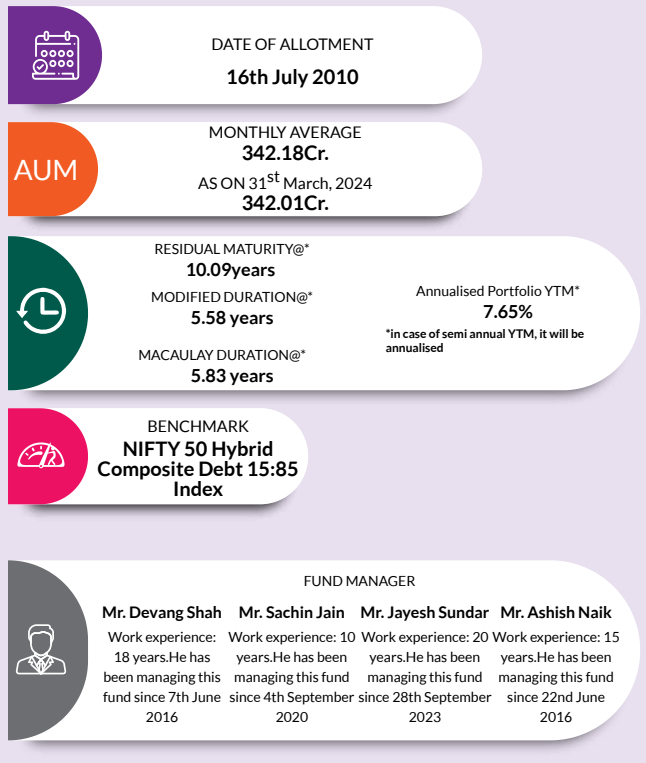 DATE OF ALLOTMENT
16th July 2010
AUM
MONTHLY AVERAGE
342.18Cr.
AS ON 31st March, 2024
342.01Cr.
RESIDUAL MATURITY@*
10.09years
MODIFIED DURATION@*
5.58 years
MACAULAY DURATION@*
5.83 years
Annualised Portfolio YTM*
7.65%
*in case of semi annual YTM, it will be
annualised
BENCHMARK
NIFTY 50 Hybrid
Composite Debt 15:85
Index
FUND MANAGER
Mr. Devang Shah
Work experience:
18 years.He has
been managing this
fund since 7th June
2016
Mr. Sachin Jain
Work experience: 10
years.He has been
managing this fund
since 4th September
2020
Mr. Jayesh Sundar
Work experience: 20
years.He has been
managing this fund
since 28th September
2023
Mr. Ashish Naik
Work experience: 15
years.He has been
managing this fund
since 22nd June
2016